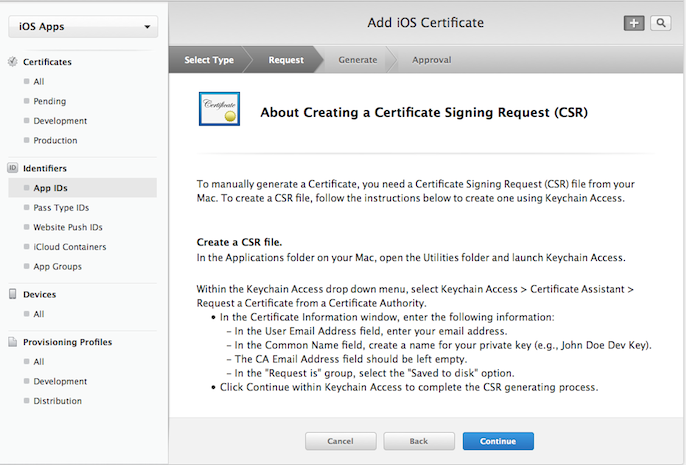 iOS Apps
Add iOS Certificate
Select Type
Request
Generate
Approval
Certificates
All
Pending
Development
Production
ID
Identifiers
App IDs
Pass Type IDs
Website Push IDs
iCloud Containers
App Groups
Devices
All
Provisioning Profiles
All
Development
Distribution
Certificate
About Creating a Certificate Signing Request (CSR)
To manually generate a Certificate, you need a Certificate Signing Request (CSR) file from your
Mac. To create a CSR file, follow the instructions below to create one using Keychain Access.
Create a CSR file.
In the Applications folder on your Mac, open the Utilities folder and launch Keychain Access.
Within the Keychain Access drop down menu, select Keychain Access > Certificate Assistant >
Request a Certificate from a Certificate Authority.
• In the Certificate Information window, enter the following information:
– In the User Email Address field, enter your email address.
– In the Common Name field, create a name for your private key (e.g., John Doe Dev Key).
– The CA Email Address field should be left empty.
– In the "Request is" group, select the "Saved to disk" option.
• Click Continue within Keychain Access to complete the CSR generating process.
Cancel
Back
Continue